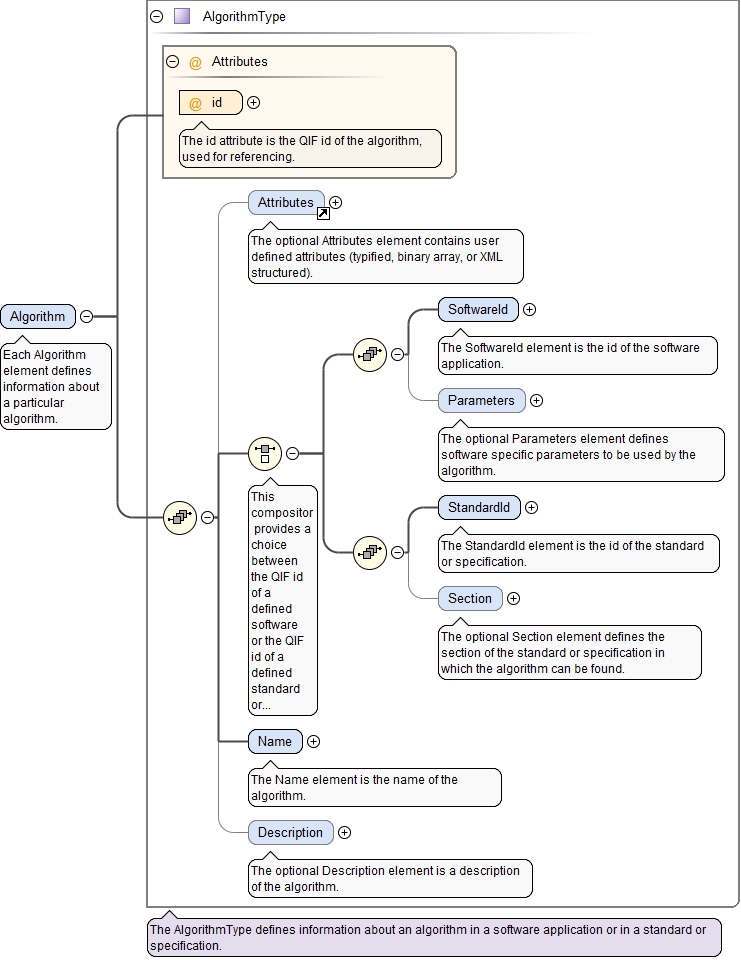 AlgorithmType
@ Attributes
@ id
The id attribute is the QIF id of the algorithm,
used for referencing.
Attributes
The optional Attributes element contains user
defined attributes (typified, binary array, or XML
structured).
Algorithm
Each Algorithm
element defines
information about
a particular
algorithm.
SoftwareId
The SoftwareId element is the id of the software
application.
Parameters
The optional Parameters element defines
software specific parameters to be used by the
algorithm.
This
compositor
provides a
choice
between
the QIF id
of a
defined
software
or the QIF
id of a
defined
standard
or...
StandardId
The StandardId element is the id of the standard
or specification.
Section
The optional Section element defines the
section of the standard or specification in
which the algorithm can be found.
Name
The Name element is the name of the
algorithm.
Description
The optional Description element is a description
of the algorithm.
The AlgorithmType defines information about an algorithm in a software application or in a standard or
specification.